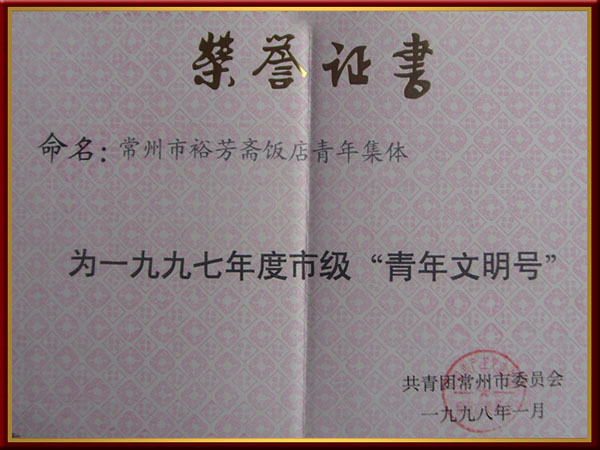 荣誉证书
命名：常州市裕芳斋饭店青年集体
为一九九七年度市级“青年文明号”
共青团常州市委员会
一九九八年一月